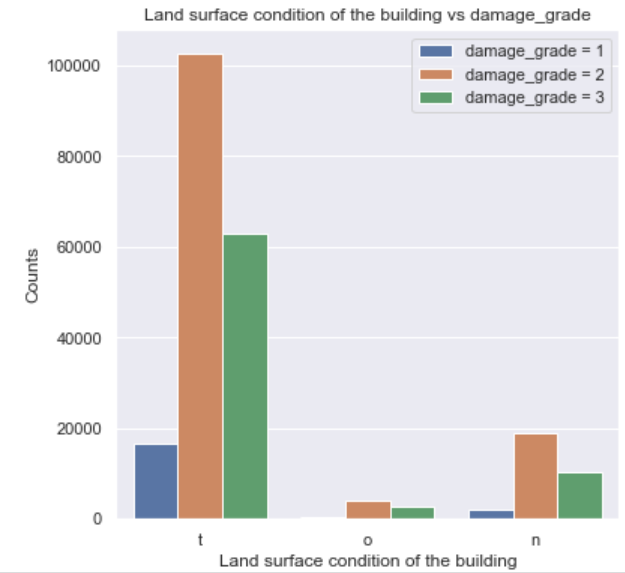 Land surface condition of the building vs damage_grade
damage_grade = 1
damage_grade = 2
damage_grade = 3
100000
80000
60000
40000
20000
0
Counts
t o n
Land surface condition of the building